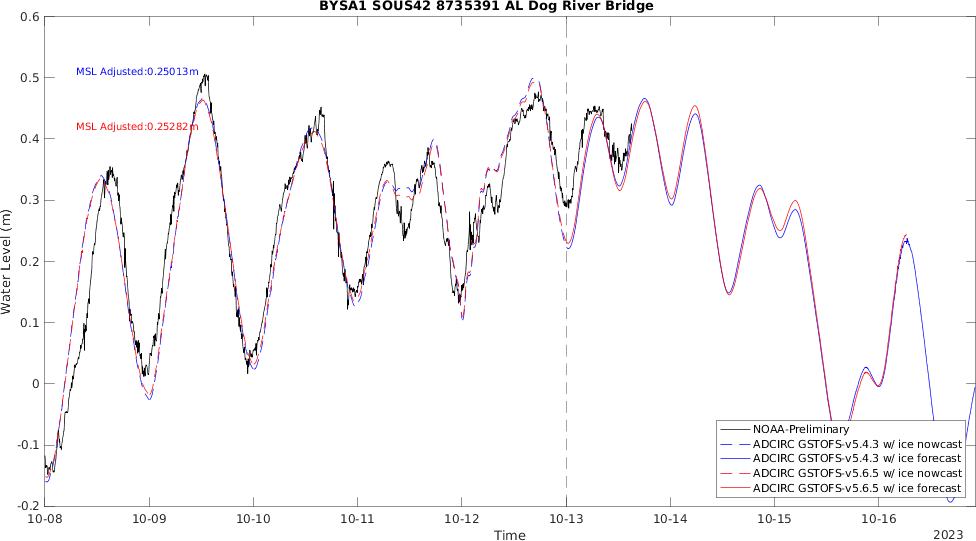 BYSA1 SOUS42 8735391 AL Dog River Bridge
0.6
0.5
0.4
0.3
0.2
0.1
0
-0.1
-0.2
Water Level (m)
MSL Adjusted:0.25013m
MSL Adjusted:0.25282m
NOAA-Preliminary
ADCIRC GSTOFS-v5.4.3 w/ ice nowcast
ADCIRC GSTOFS-v5.4.3 w/ ice forecast
ADCIRC GSTOFS-v5.6.5 w/ ice nowcast
ADCIRC GSTOFS-v5.6.5 w/ ice forecast
10-08 10-09 10-10 10-11 10-12 10-13 10-14 10-15 10-16
Time
2023